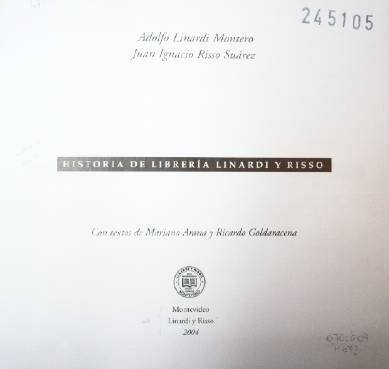 245105
Adolfo Linardi Montero
Juan Ignacio Risso Suárez
HISTORIA DE LIBRERÍA LINARDI Y RISSO
Con textos de Mariano Arana y Ricardo Goldaracena
Montevideo
Linardi y Risso
2004